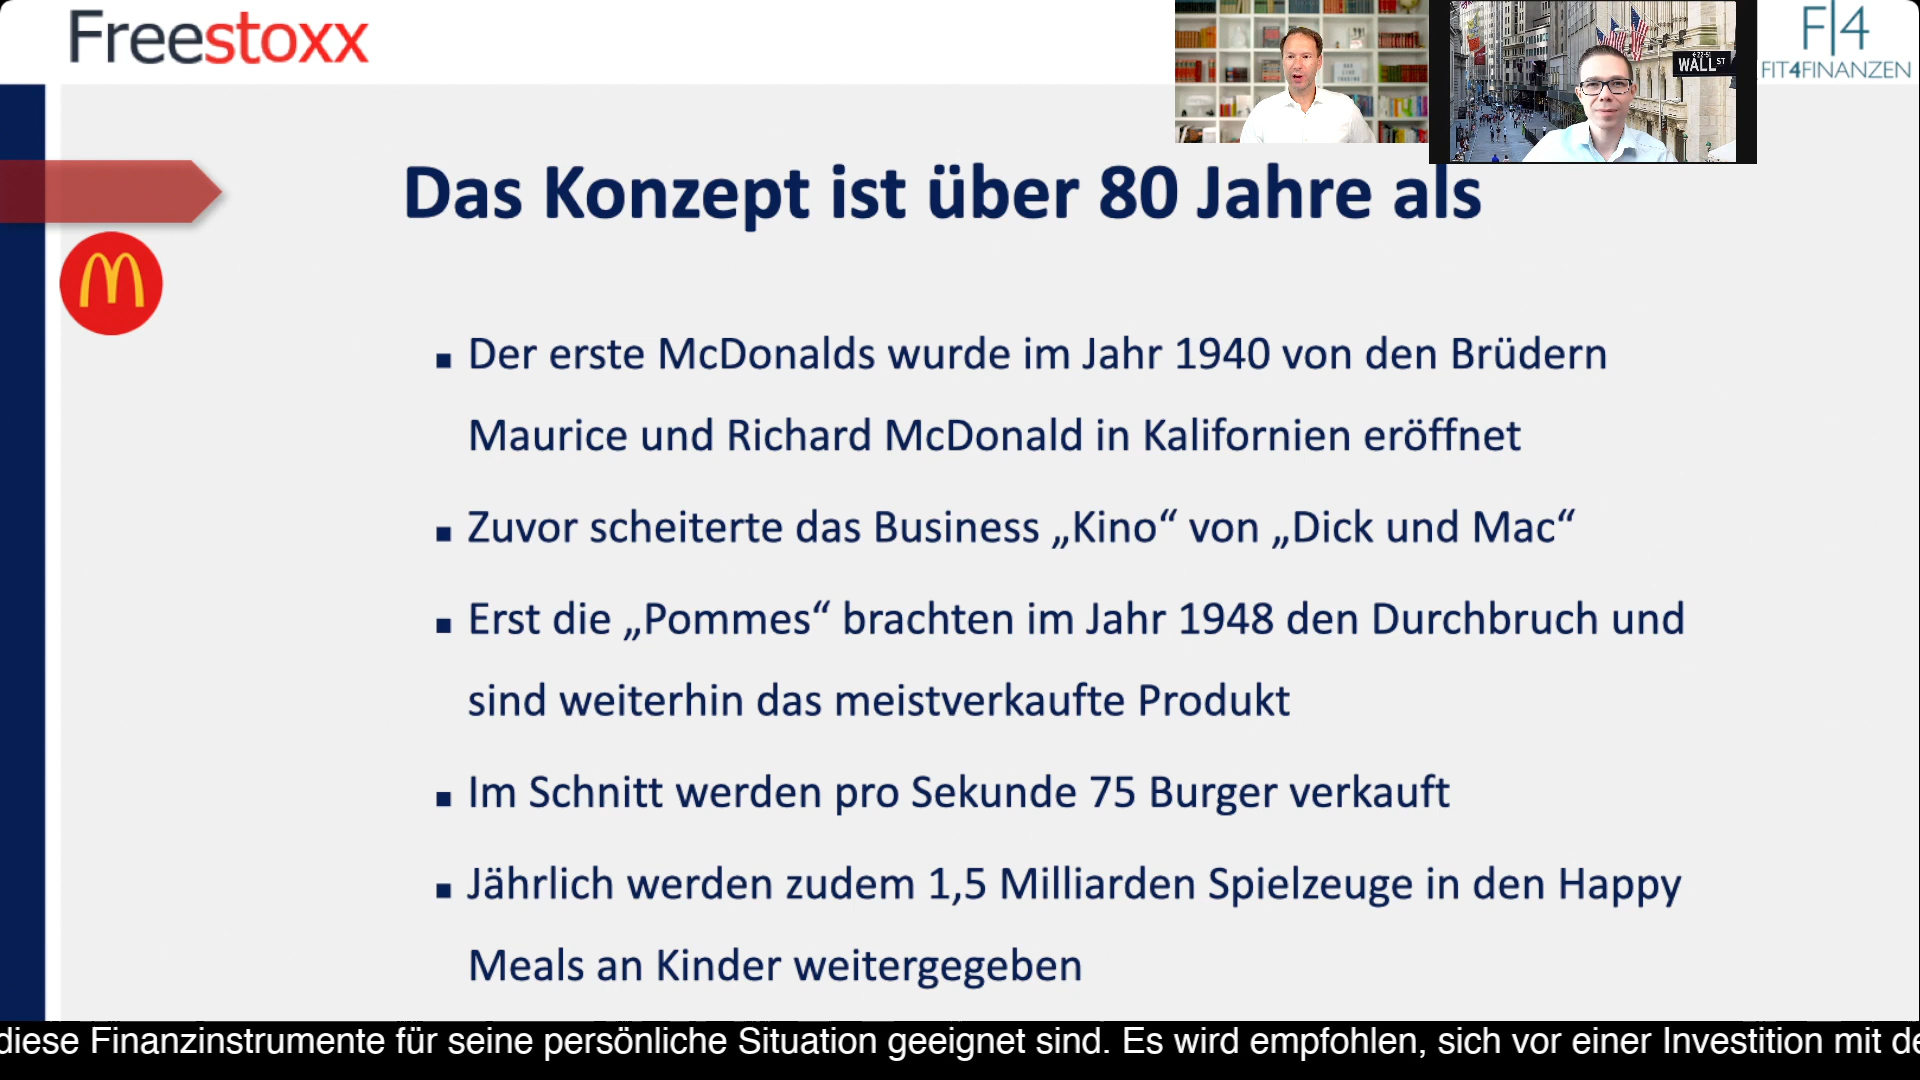 Freestoxx
WALL ST
F|4
FIT4FINANZEN
Das Konzept ist über 80 Jahre als
Der erste McDonalds wurde im Jahr 1940 von den Brüdern
Maurice und Richard McDonald in Kalifornien eröffnet
Zuvor scheiterte das Business „Kino“ von „Dick und Mac“
Erst die „Pommes“ brachten im Jahr 1948 den Durchbruch und
sind weiterhin das meistverkaufte Produkt
Im Schnitt werden pro Sekunde 75 Burger verkauft
Jährlich werden zudem 1,5 Milliarden Spielzeuge in den Happy
Meals an Kinder weitergegeben
diese Finanzinstrumente für seine persönliche Situation geeignet sind. Es wird empfohlen, sich vor einer Investition mit de